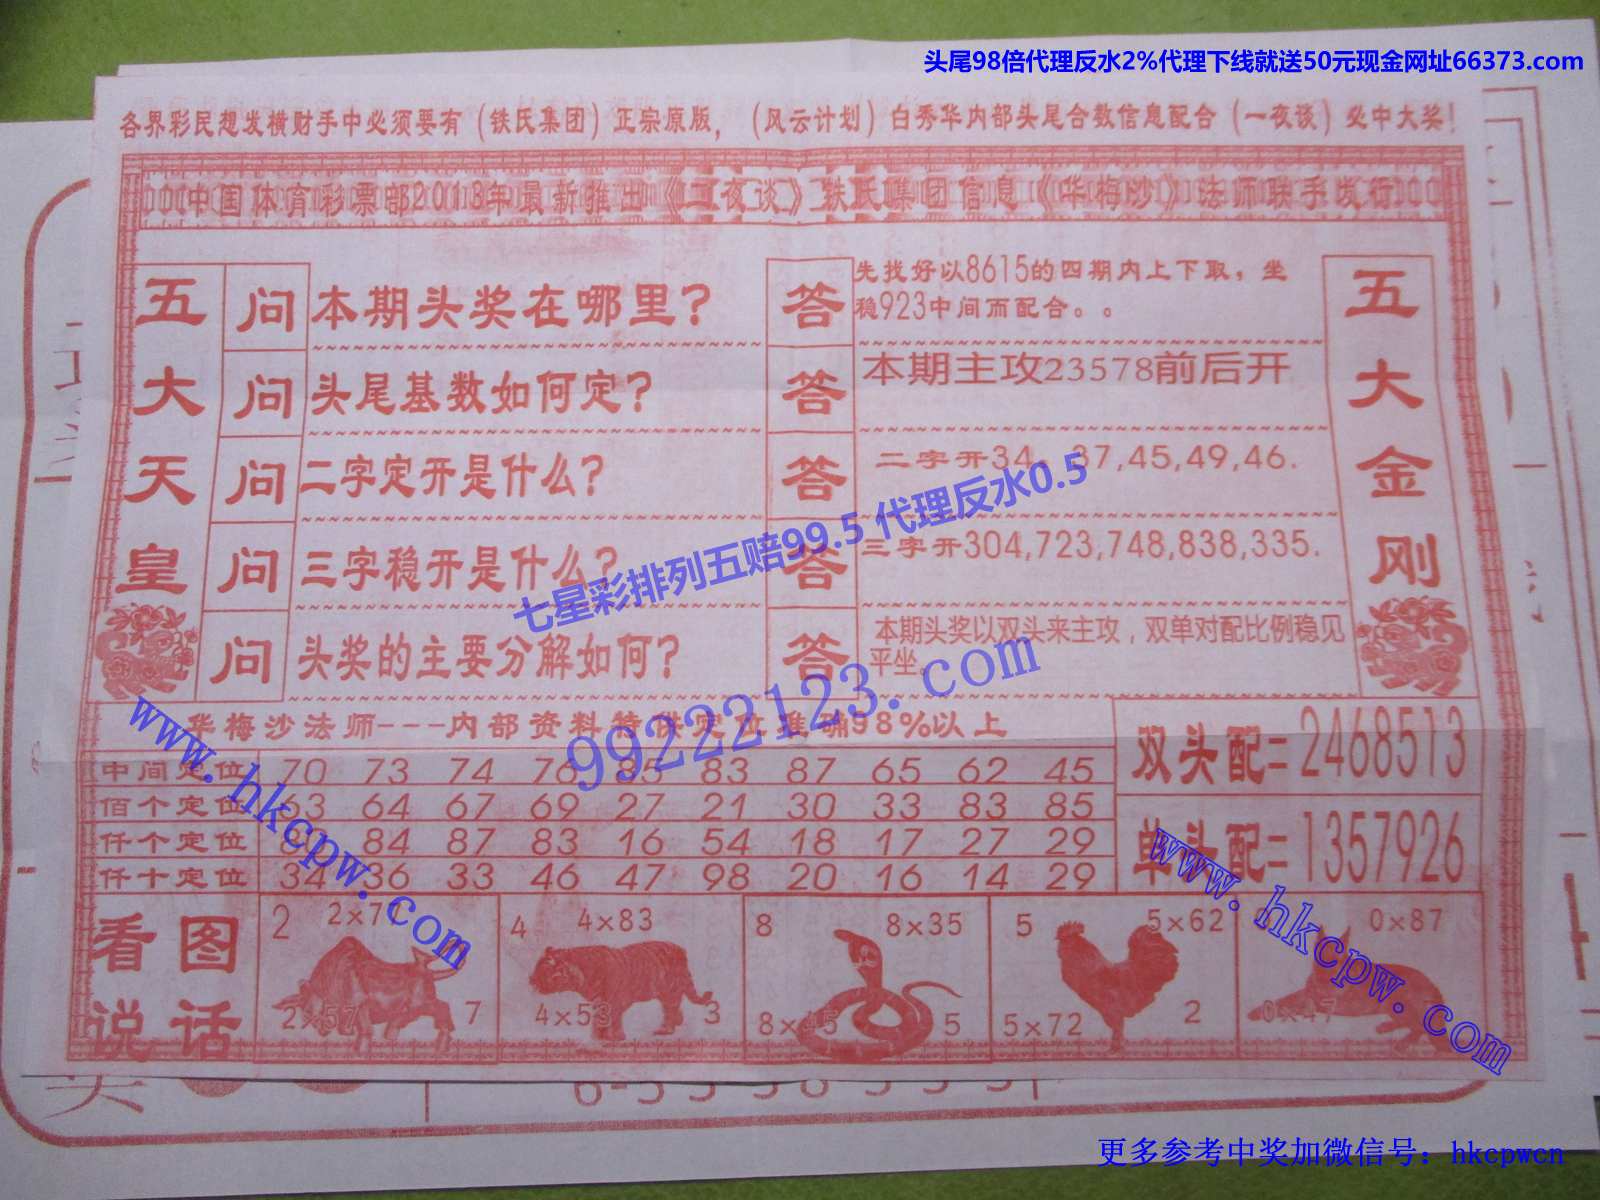 头尾98倍代理反水2%代理下线就送50元现金网址66373.com
各界彩民想发横财手中必须要有(铁氏集团)正宗原版,(风云计划)白秀华内部头尾合数信息配合(一夜谈)必中大奖!
中国体育彩票部2013年最新推出《一夜谈》铁氏集团信息《华梅沙》法师联手发行
五大天皇
问 本期头奖在哪里?
答 先找好以8615的四期内上下取,坐
稳923中间而配合。。
问 头尾基数如何定?
答 本期主攻23578前后开
问 二字定开是什么?
答 二字开34, 37,45,49,46.
问 三字稳开是什么?
答 三字开304,723,748,838,335.
问 头奖的主要分解如何?
答 本期头奖以双头来主攻,双单对配比例稳见
平坐。
五大金刚
七星彩排列五赔99.5 代理反水0.5
99222123.com
华梅沙法师---内部资料特供定位准确98%以上
中间定位 70 73 74 76 85 83 87 65 62 45
佰个定位 63 64 67 69 27 21 30 33 83 85
仟个定位 84 87 83 16 54 18 17 27 29
仟十定位 34 36 33 46 47 98 20 16 14 29
双头配=2468513
单头配=1357926
www.hkcpw.com
www.hkcpw.com
看图
说话
2 2×77
2×57 7
4 4×83
4×53 3
8 8×35
8×45 5
5 5×62
5×72 2
0×87
0×47
更多参考中奖加微信号：hkcpwcn